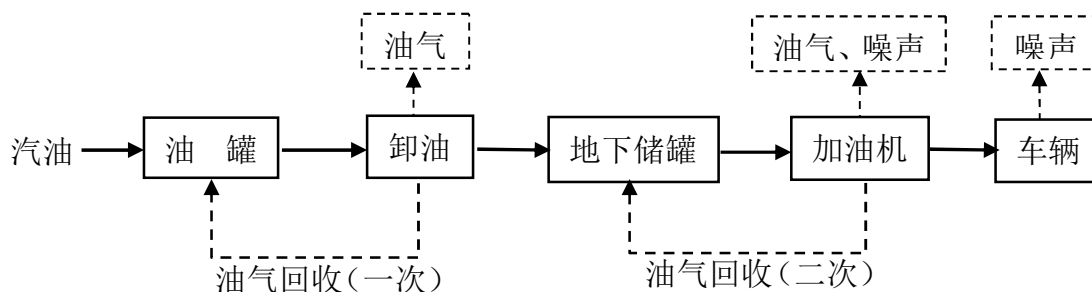 油气
油气、噪声
噪声
汽油
油 罐
卸油
地下储罐
加油机
车辆
油气回收(一次)
油气回收(二次)